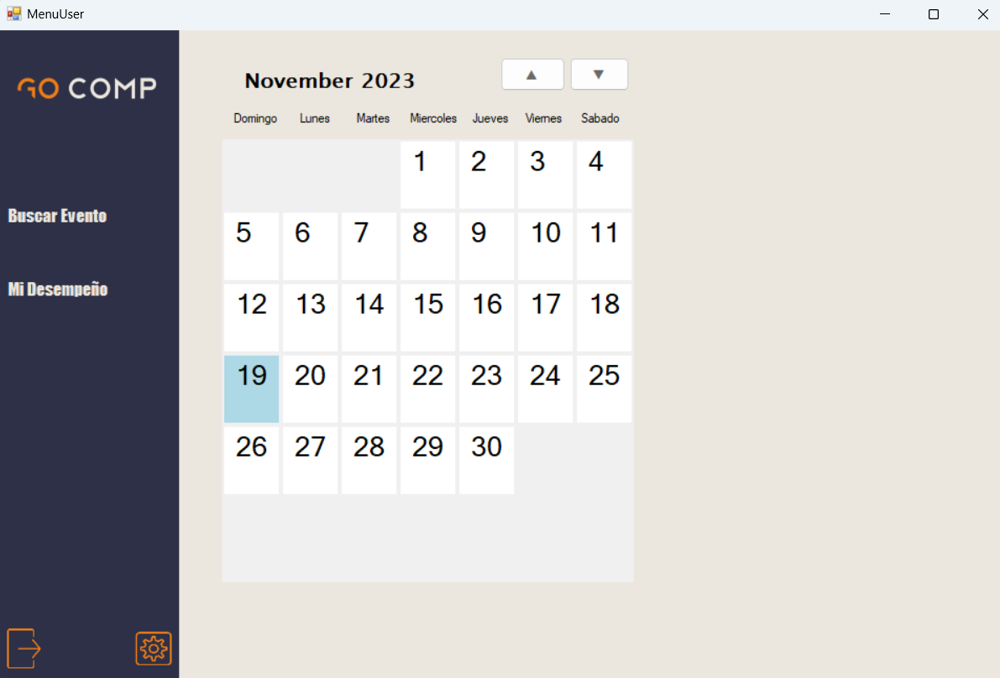 MenuUser
GO COMP
Buscar Evento
Mi Desempeño
November 2023
▲ ▼
Domingo Lunes Martes Miercoles Jueves Viernes Sabado
1 2 3 4
5 6 7 8 9 10 11
12 13 14 15 16 17 18
19 20 21 22 23 24 25
26 27 28 29 30